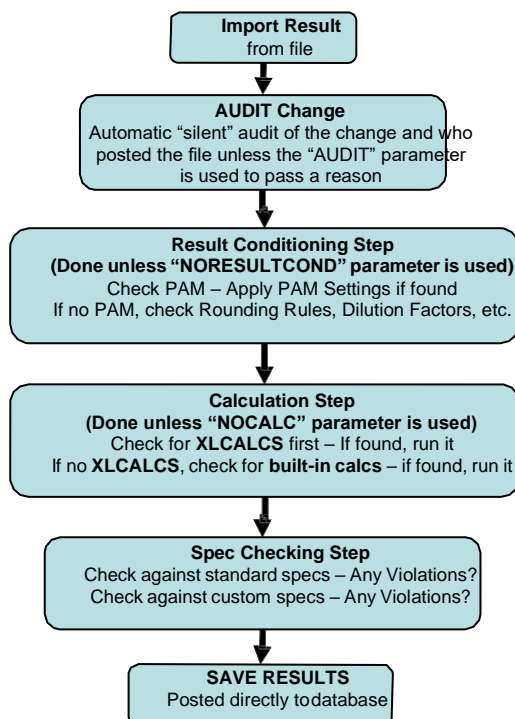 Import Result
from file
AUDIT Change
Automatic “silent” audit of the change and who
posted the file unless the “AUDIT” parameter
is used to pass a reason
Result Conditioning Step
(Done unless “NORESULTCOND” parameter is used)
Check PAM – Apply PAM Settings if found
If no PAM, check Rounding Rules, Dilution Factors, etc.
Calculation Step
(Done unless “NOCALC” parameter is used)
Check for XLCALCS first – If found, run it
If no XLCALCS, check for built-in calcs – if found, run it
Spec Checking Step
Check against standard specs – Any Violations?
Check against custom specs – Any Violations?
SAVE RESULTS
Posted directly to database